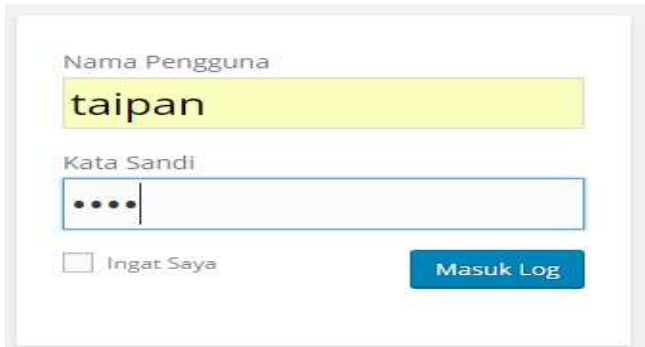 Nama Pengguna
taipan
Kata Sandi
••••
Ingat Saya
Masuk Log